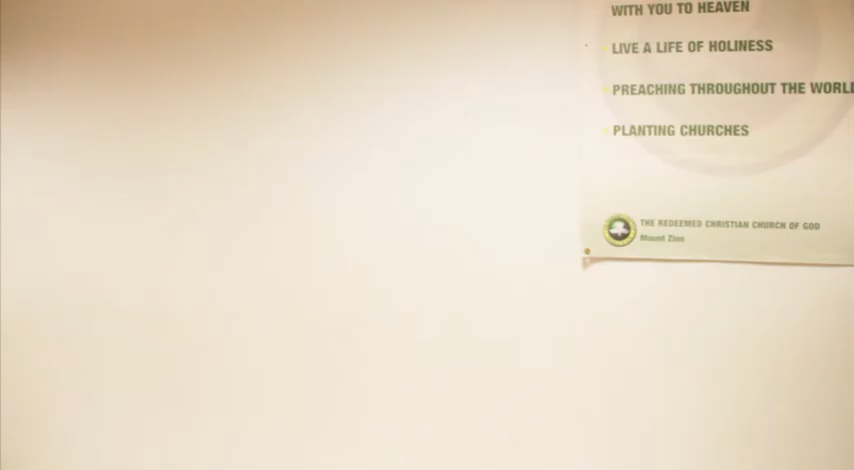 WITH YOU TO HEAVEN
LIVE A LIFE OF HOLINESS
PREACHING THROUGHOUT THE WORLD
PLANTING CHURCHES
THE REDEEMED CHRISTIAN CHURCH OF GOD
Mount Zion